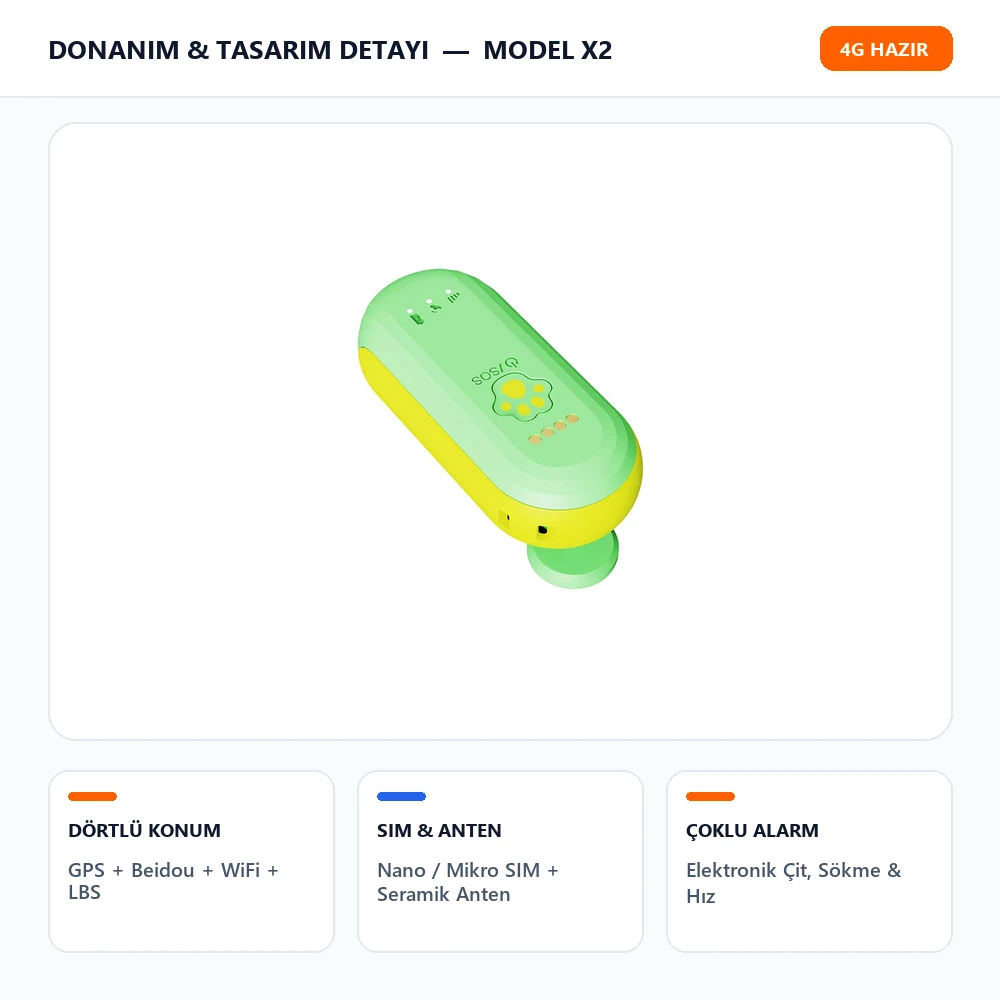 DONANIM & TASARIM DETAYI — MODEL X2
4G HAZIR
⏻/SOS
DÖRTLÜ KONUM
GPS + Beidou + WiFi +
LBS
SIM & ANTEN
Nano / Mikro SIM +
Seramik Anten
ÇOKLU ALARM
Elektronik Çit, Sökme &
Hız